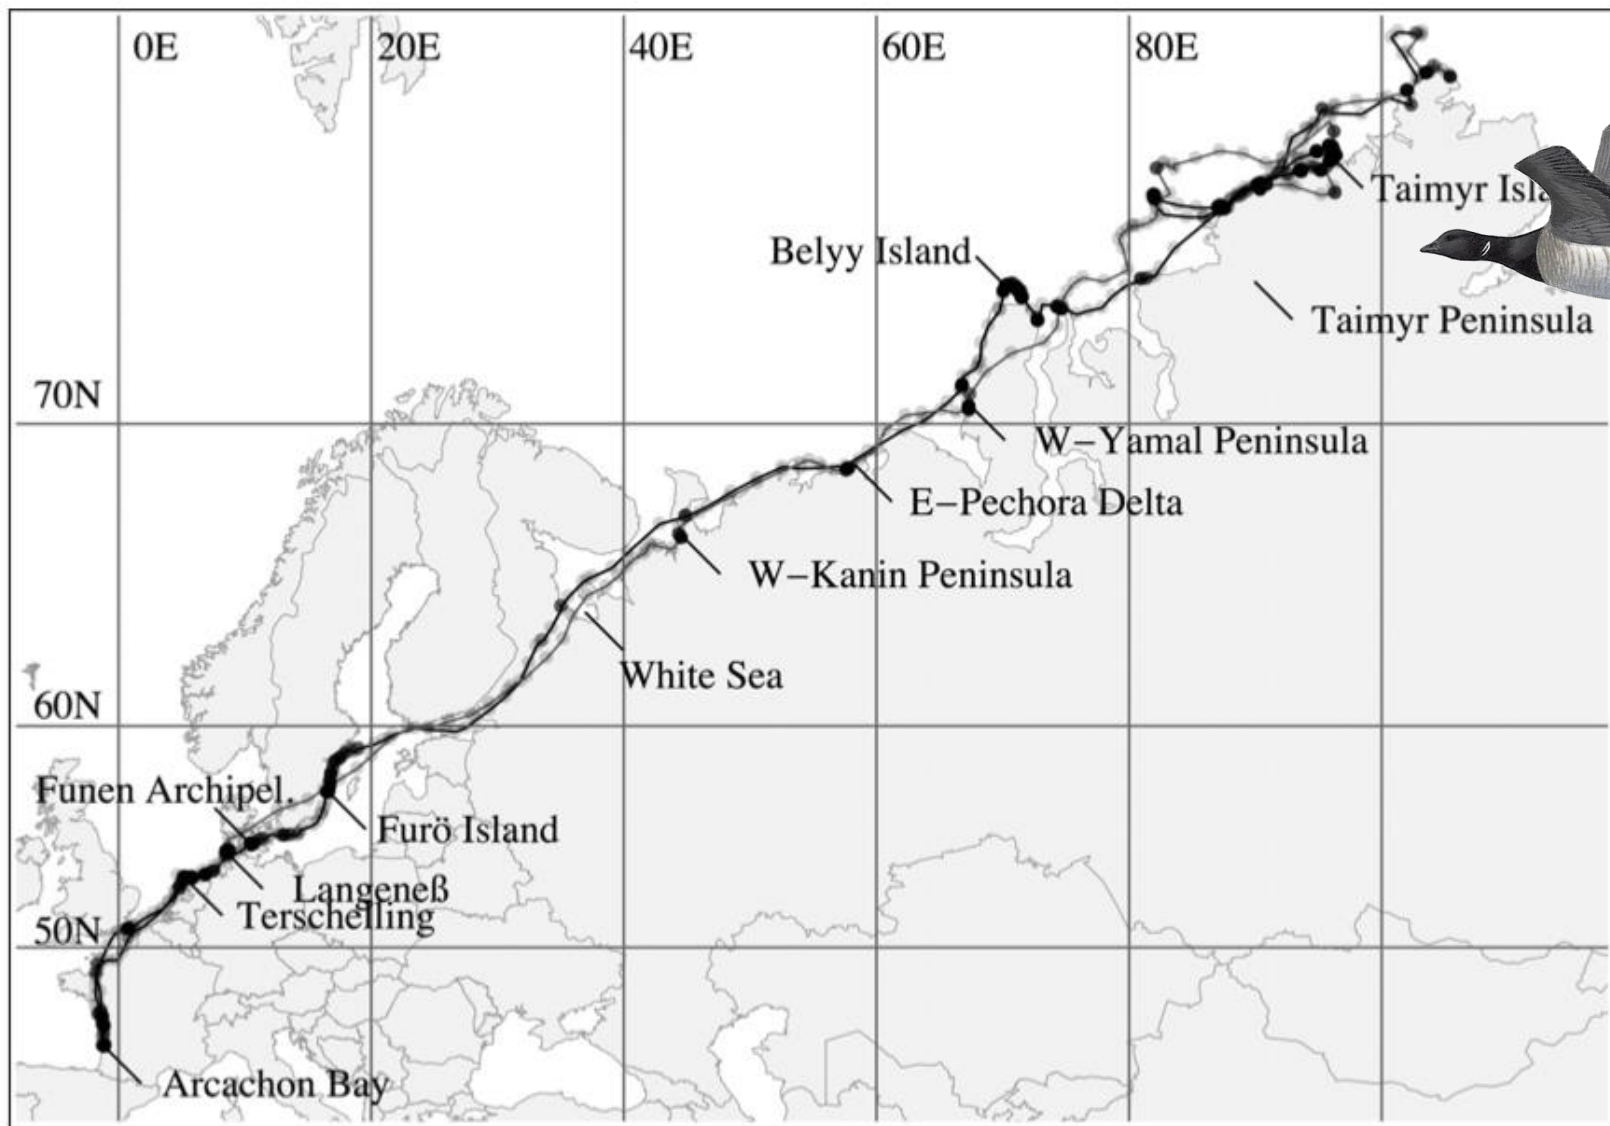 0E
20E
40E
60E
80E
Taimyr Isla
Belyy Island
Taimyr Peninsula
70N
W–Yamal Peninsula
E–Pechora Delta
W–Kanin Peninsula
White Sea
60N
Funen Archipel.
Furö Island
Langeneß
Terschelling
50N
Arcachon Bay